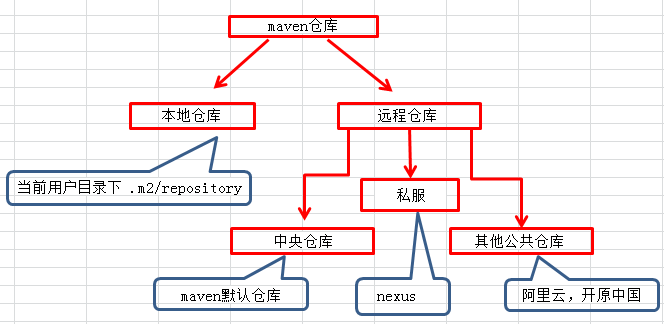 maven仓库
本地仓库
远程仓库
当前用户目录下 .m2/repository
私服
中央仓库
其他公共仓库
maven默认仓库
nexus
阿里云，开原中国